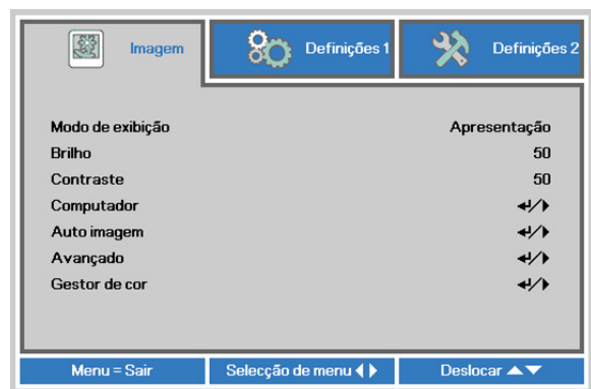 Imagem Definições 1 Definições 2
Modo de exibição Apresentação
Brilho 50
Contraste 50
Computador
Auto imagem
Avançado
Gestor de cor
Menu = Sair Selecção de menu Deslocar